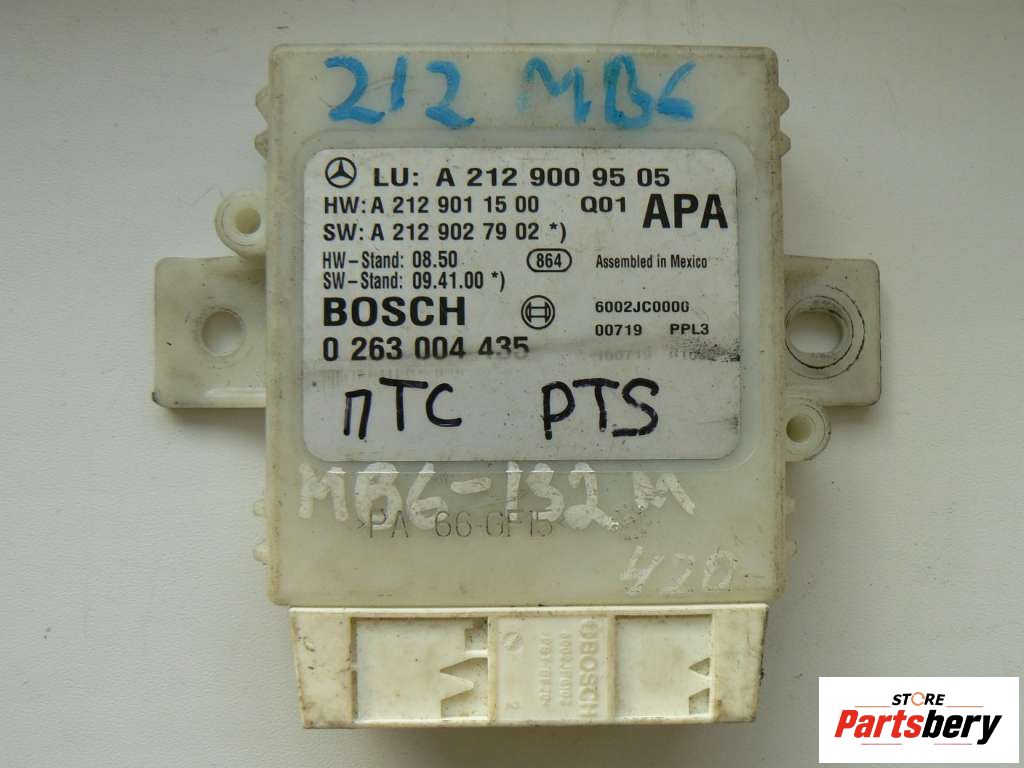 212 MB6
LU: A 212 900 95 05
HW: A 212 901 15 00 Q01 APA
SW: A 212 902 79 02 *)
HW-Stand: 08.50 864 Assembled in Mexico
SW-Stand: 09.41.00 *)
BOSCH 6002JC0000
00719 PPL3
0 263 004 435
пТС PTS
MB6-132M
>PA 66-GF15
420
BOSCH
2
STORE
Partsbery